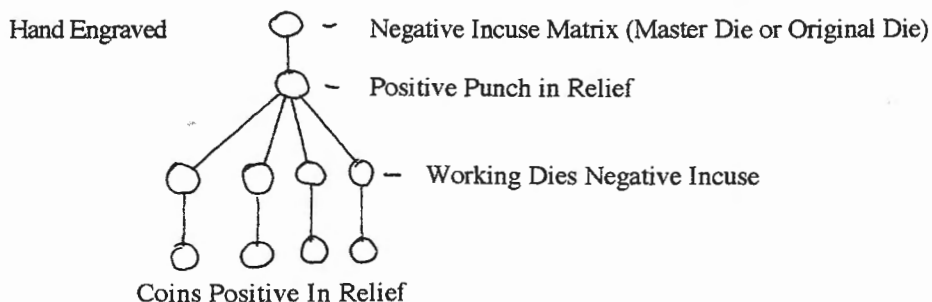 Hand Engraved – Negative Incuse Matrix (Master Die or Original Die)
– Positive Punch in Relief
– Working Dies Negative Incuse
Coins Positive In Relief